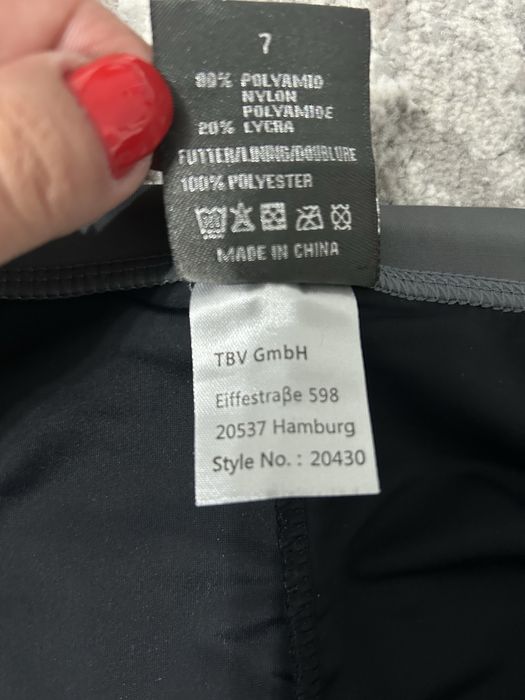 7
80% POLYAMID
NYLON
POLYAMIDE
20% LYCRA
FUTTER/LINING/DOUBLURE
100% POLYESTER
MADE IN CHINA
TBV GmbH
Eiffestraße 598
20537 Hamburg
Style No. : 20430